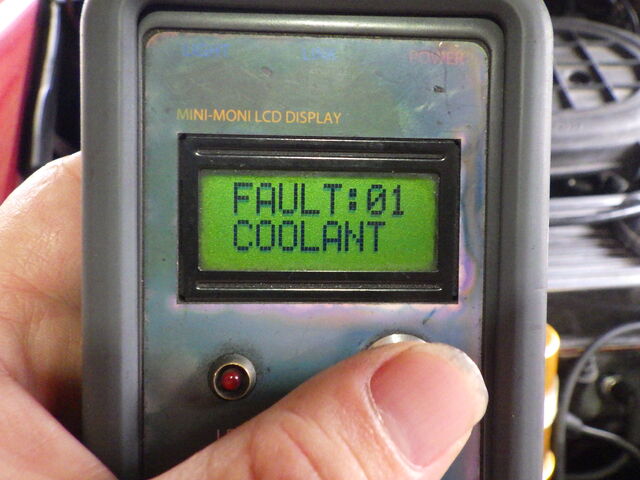 POWER
MINI-MONI LCD DISPLAY
FAULT:01
COOLANT